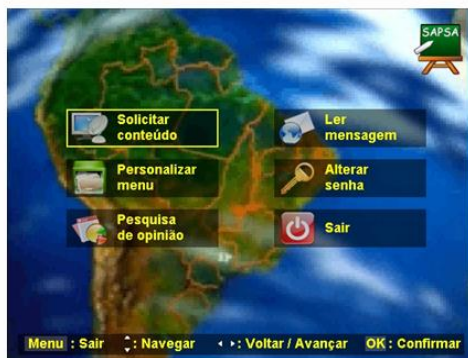 SAPSA
Solicitar
conteúdo
Ler
mensagem
Personalizar
menu
Alterar
senha
Pesquisa
de opinião
Sair
Menu : Sair : Navegar : Voltar / Avançar OK : Confirmar